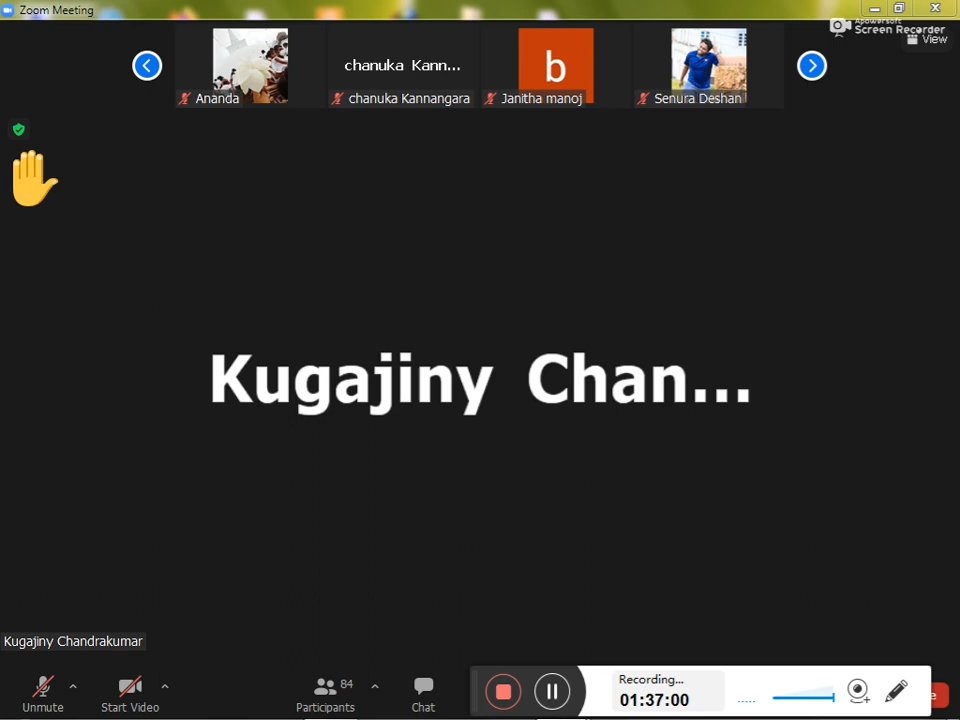 Zoom Meeting
Apowersoft
Screen Recorder
View
chanuka Kann...
b
Ananda
chanuka Kannangara
Janitha manoj
Senura Deshan
Kugajiny Chan...
Kugajiny Chandrakumar
Unmute
Start Video
84
Participants
Chat
Recording...
01:37:00
e